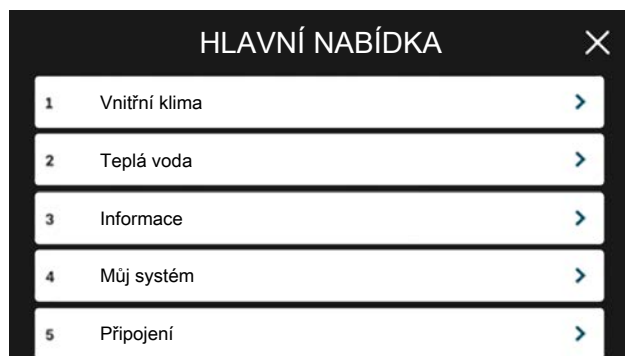 HLAVNÍ NABÍDKA
1 Vnitřní klima
2 Teplá voda
3 Informace
4 Můj systém
5 Připojení